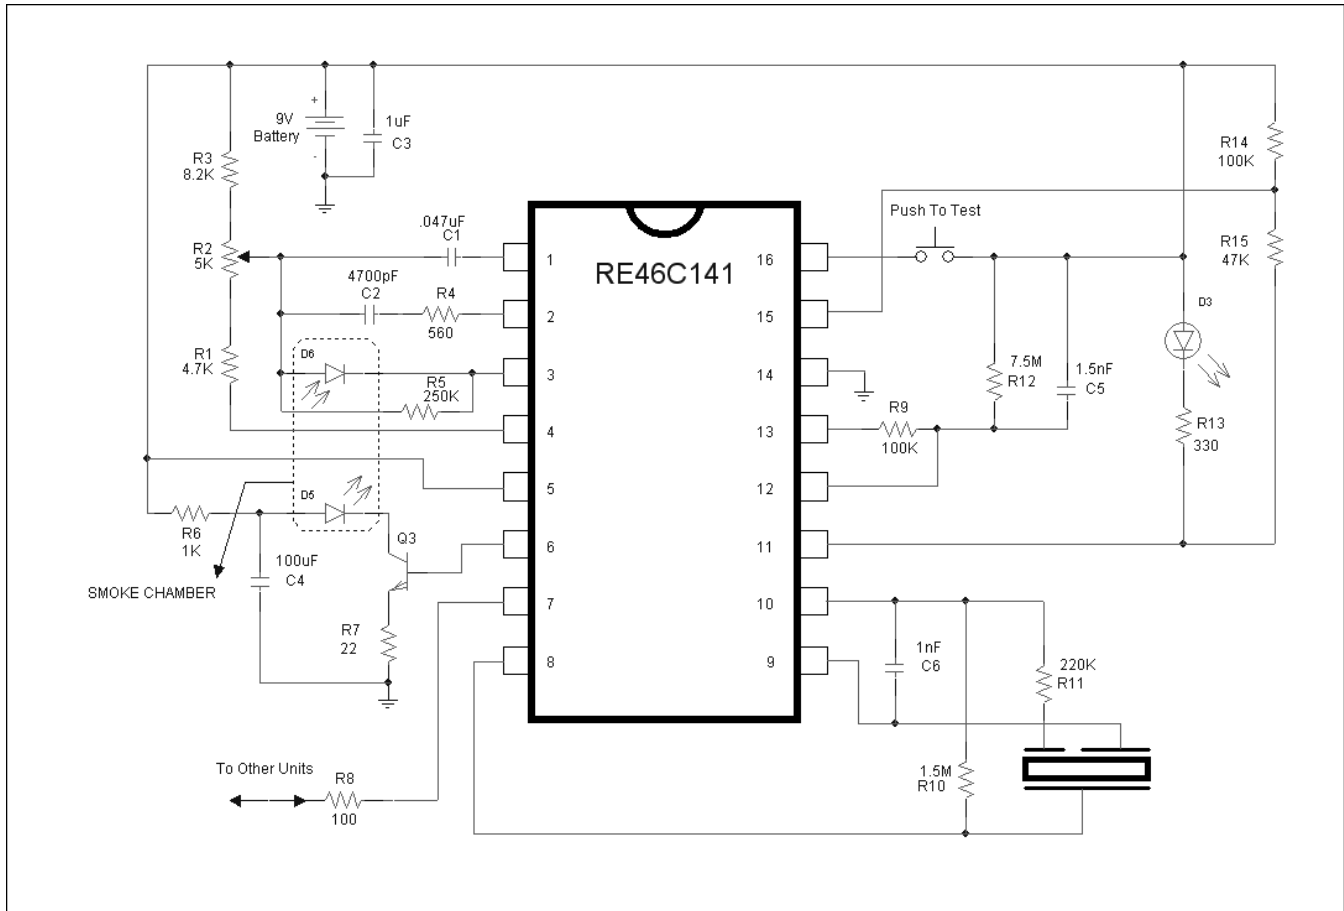 +
9V
Battery
-
1uF
C3
R3
8.2K
R14
100K
.047uF
C1
Push To Test
R2
5K
R15
47K
4700pF
C2
R4
560
RE46C141
1
2
3
4
5
6
7
8
16
15
14
13
12
11
10
9
D3
R1
4.7K
D6
R5
250K
7.5M
R12
1.5nF
C5
R9
100K
R13
330
D5
R6
1K
Q3
100uF
C4
SMOKE CHAMBER
R7
22
1nF
C6
220K
R11
To Other Units
R8
100
1.5M
R10